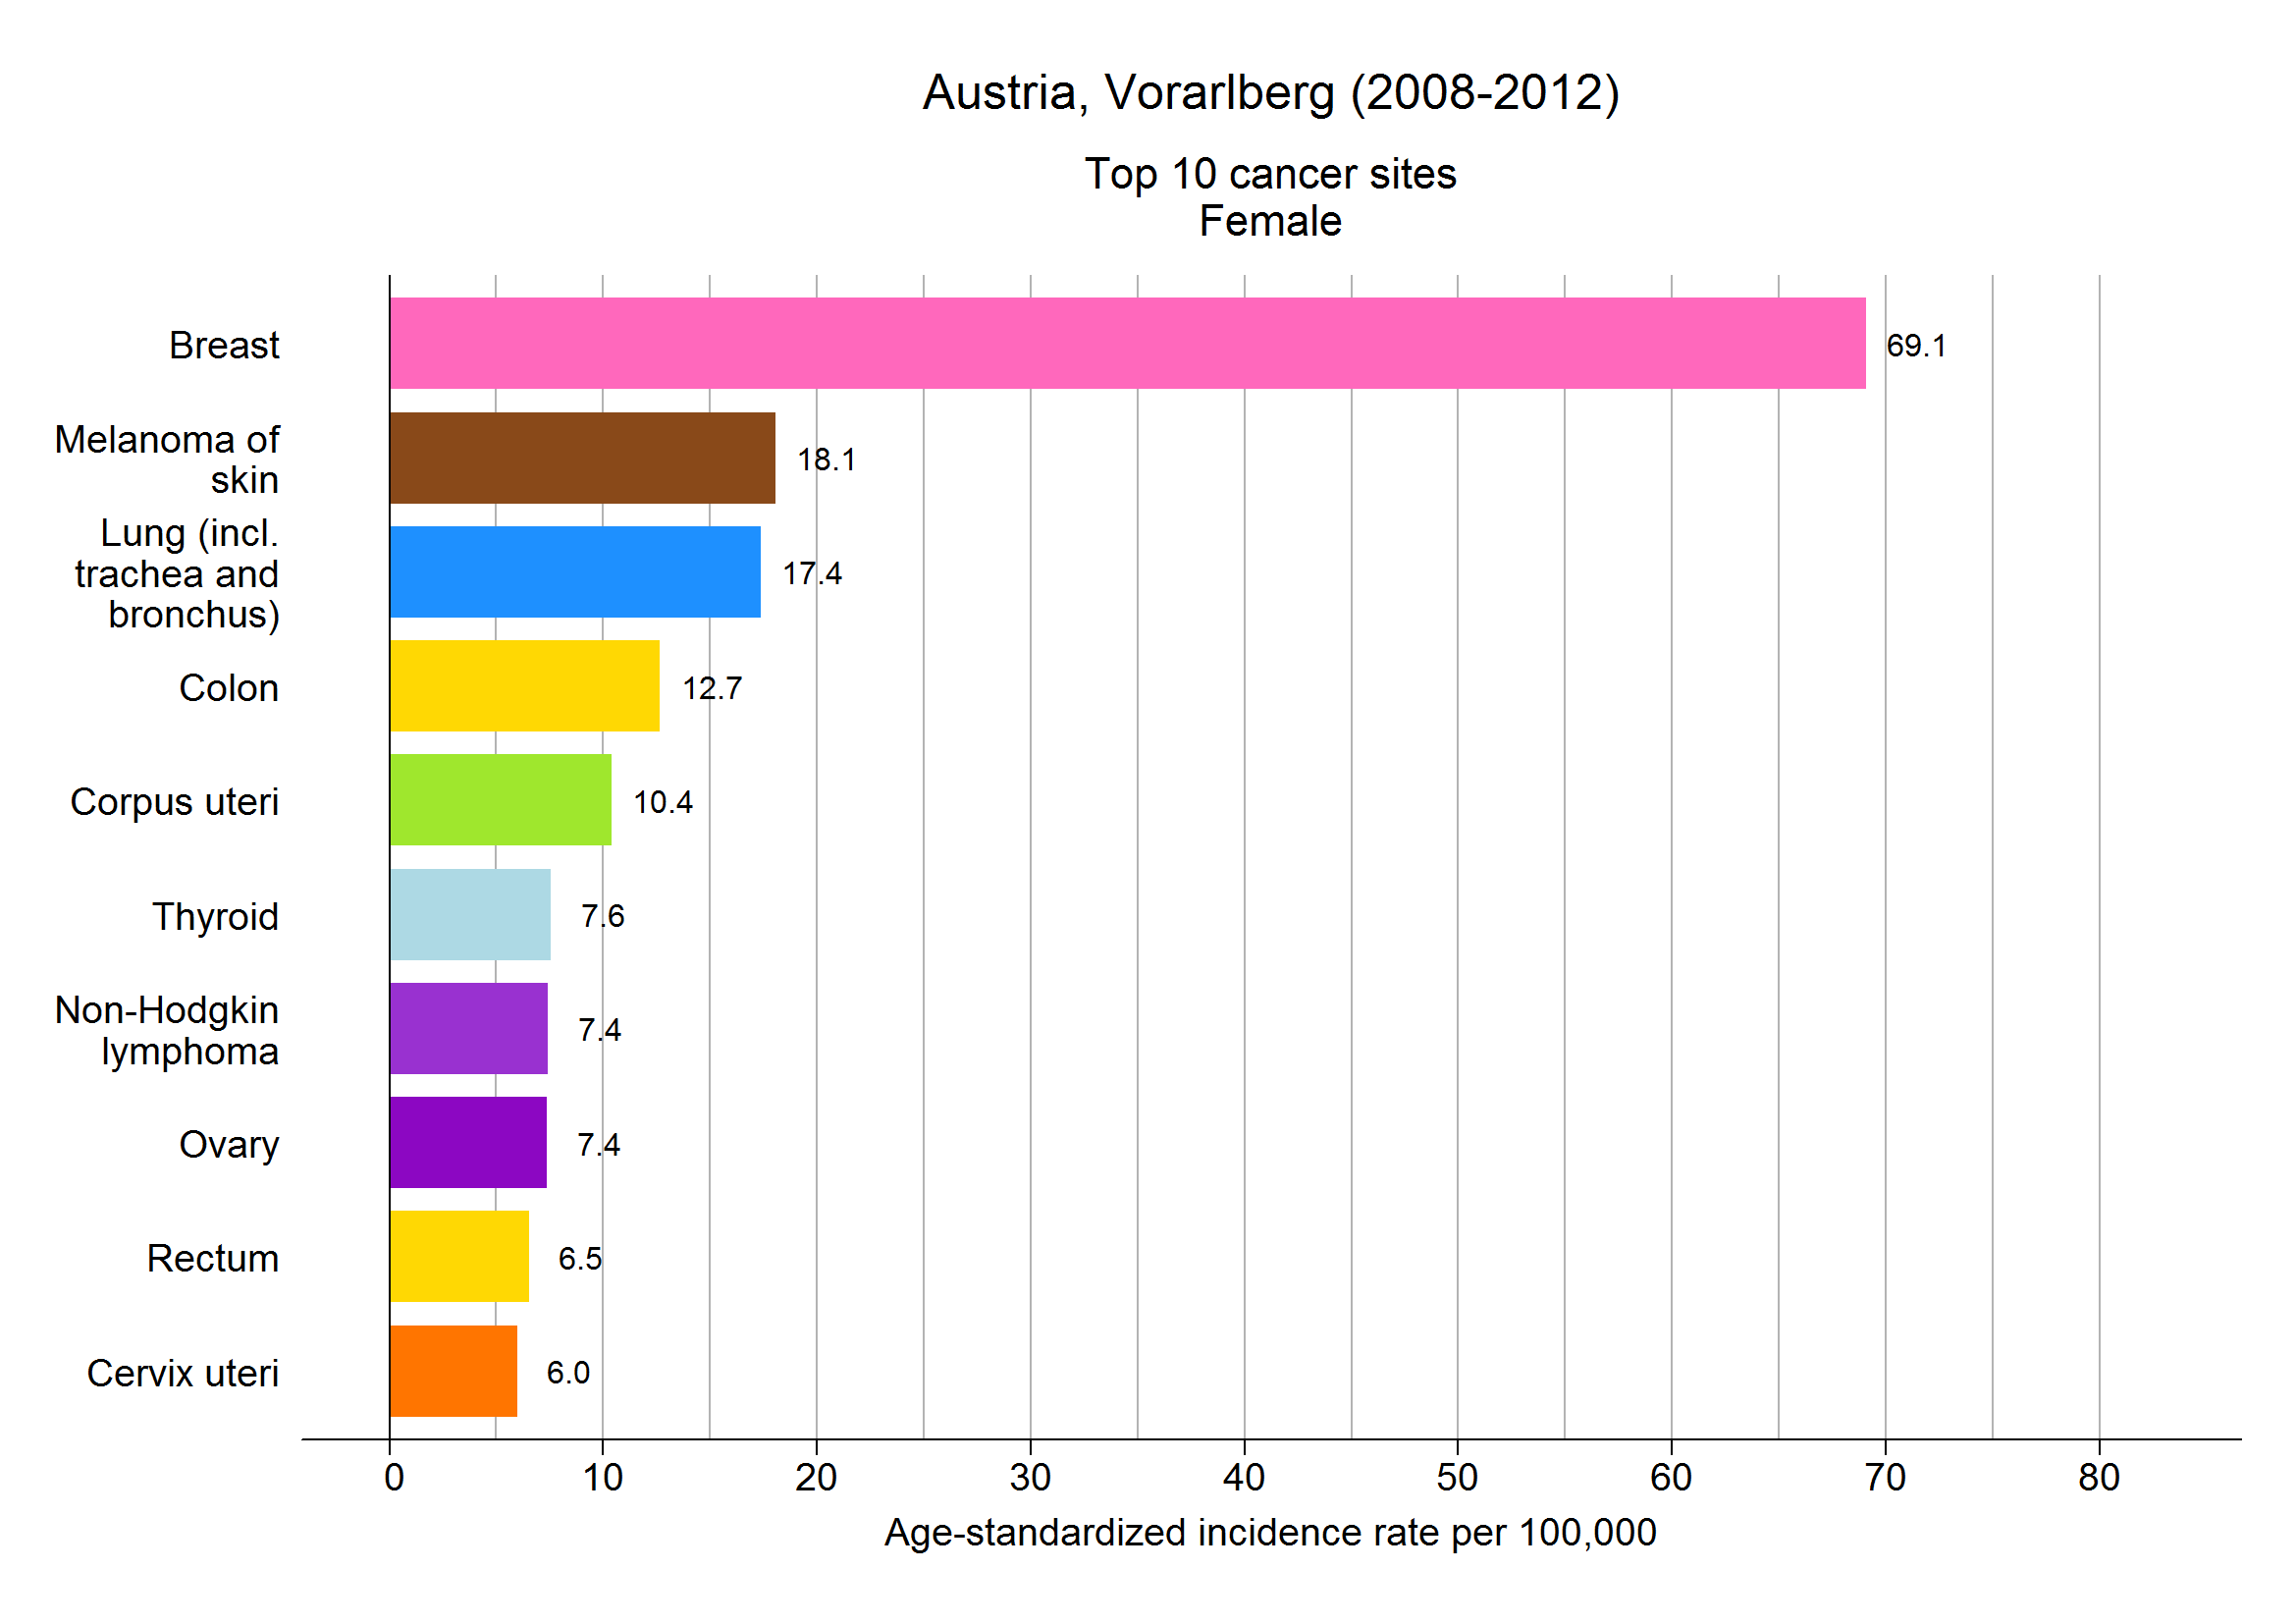 Austria, Vorarlberg (2008-2012)
Top 10 cancer sites
Female
Breast
69.1
Melanoma of
skin
18.1
Lung (incl.
trachea and
bronchus)
17.4
Colon
12.7
Corpus uteri
10.4
Thyroid
7.6
Non-Hodgkin
lymphoma
7.4
Ovary
7.4
Rectum
6.5
Cervix uteri
6.0
0 10 20 30 40 50 60 70 80
Age-standardized incidence rate per 100,000